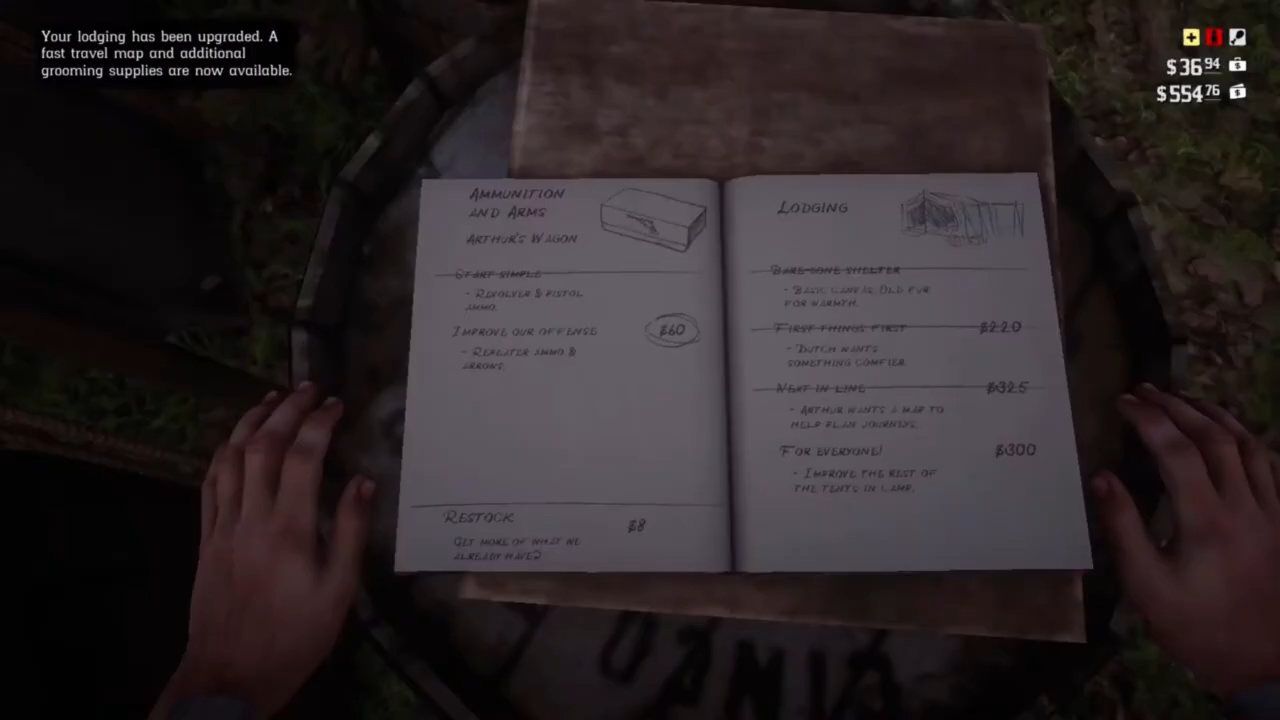 Your lodging has been upgraded. A
fast travel map and additional
grooming supplies are now available.
$36.94
$554.76
AMMUNITION
AND ARMS
ARTHUR'S WAGON
START SIMPLE
- REVOLVER & PISTOL
AMMO.
IMPROVE OUR OFFENSE $60
- REPEATER AMMO &
ARROWS.
RESTOCK $8
GET MORE OF WHAT WE
ALREADY HAVE?
LODGING
BARE-BONE SHELTER
- BASIC CANVAS. OLD FUR
FOR WARMTH.
FIRST THINGS FIRST $220
- DUTCH WANTS
SOMETHING COMFIER.
NEXT IN LINE $325
- ARTHUR WANTS A MAP TO
HELP PLAN JOURNEYS.
FOR EVERYONE! $300
- IMPROVE THE REST OF
THE TENTS IN CAMP.